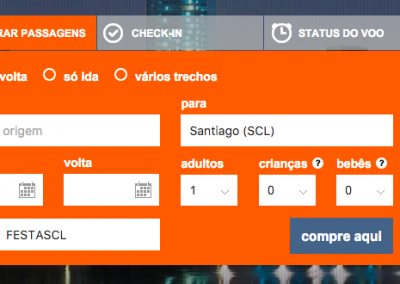 RAR PASSAGENS CHECK-IN STATUS DO VOO
volta só ida vários trechos
para
origem Santiago (SCL)
volta adultos crianças ? bebês ?
1 0 0
FESTASCL compre aqui